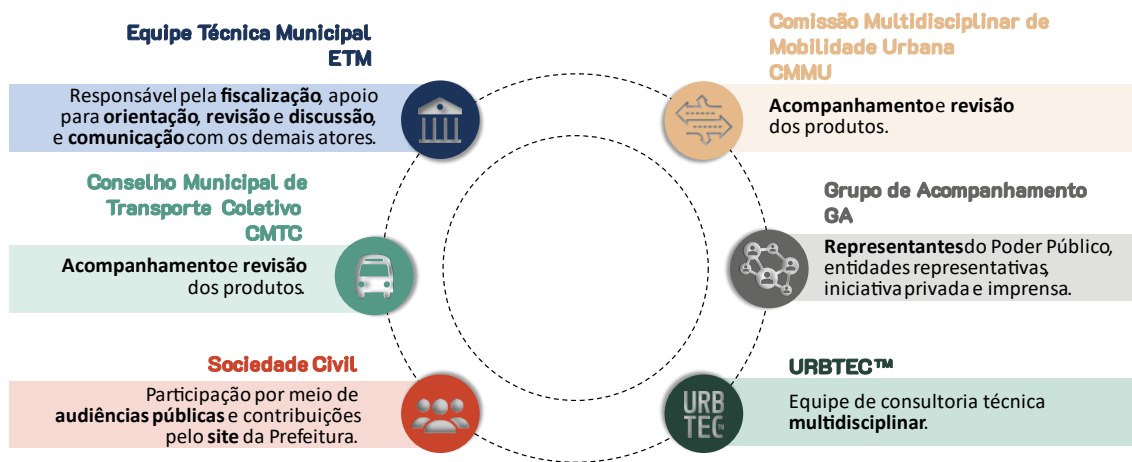 Equipe Técnica Municipal
ETM
Responsável pela fiscalização, apoio
para orientação, revisão e discussão,
e comunicação com os demais atores.
Conselho Municipal de
Transporte Coletivo
CMTC
Acompanhamento e revisão
dos produtos.
Sociedade Civil
Participação por meio de
audiências públicas e contribuições
pelo site da Prefeitura.
Comissão Multidisciplinar de
Mobilidade Urbana
CMMU
Acompanhamento e revisão
dos produtos.
Grupo de Acompanhamento
GA
Representantes do Poder Público,
entidades representativas,
iniciativa privada e imprensa.
URBTEC™
URB
TEC™
Equipe de consultoria técnica
multidisciplinar.